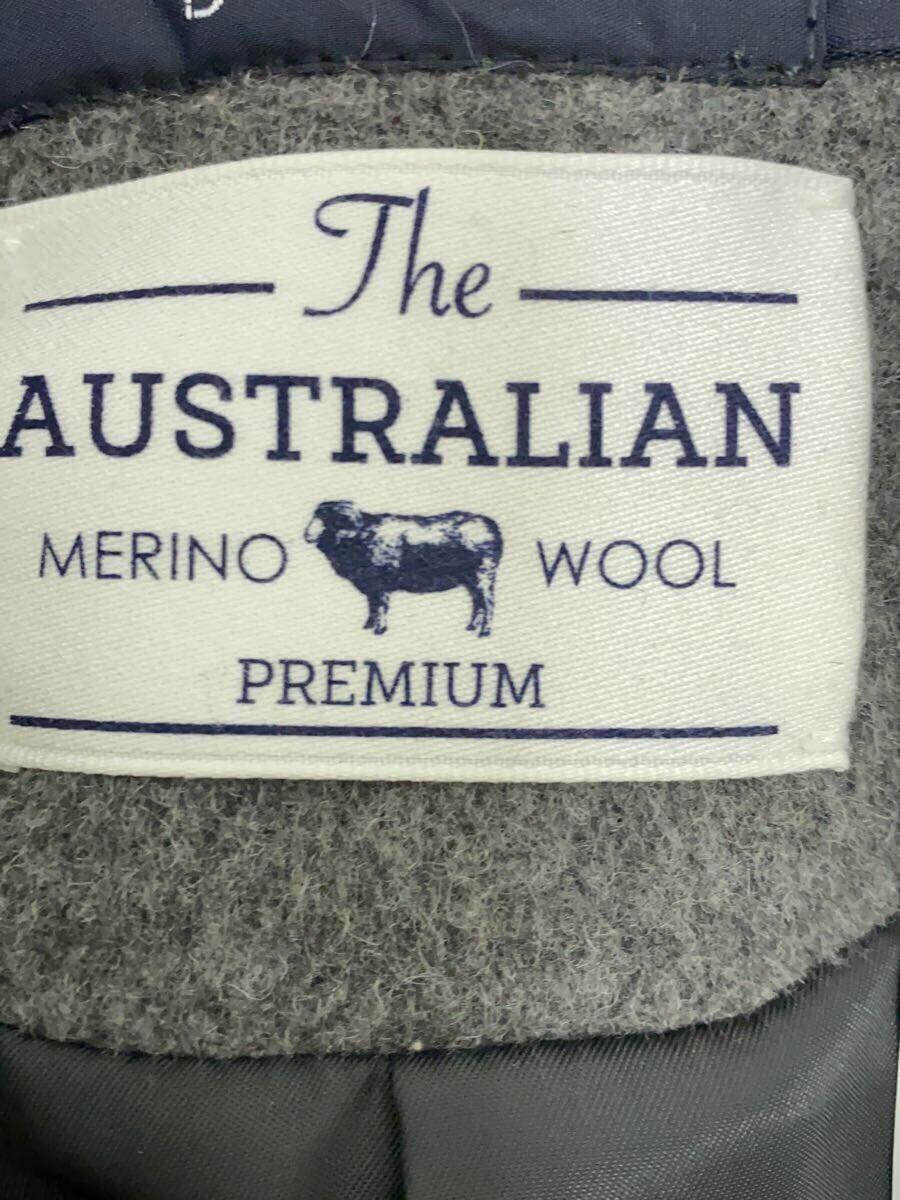 The
AUSTRALIAN
MERINO WOOL
PREMIUM